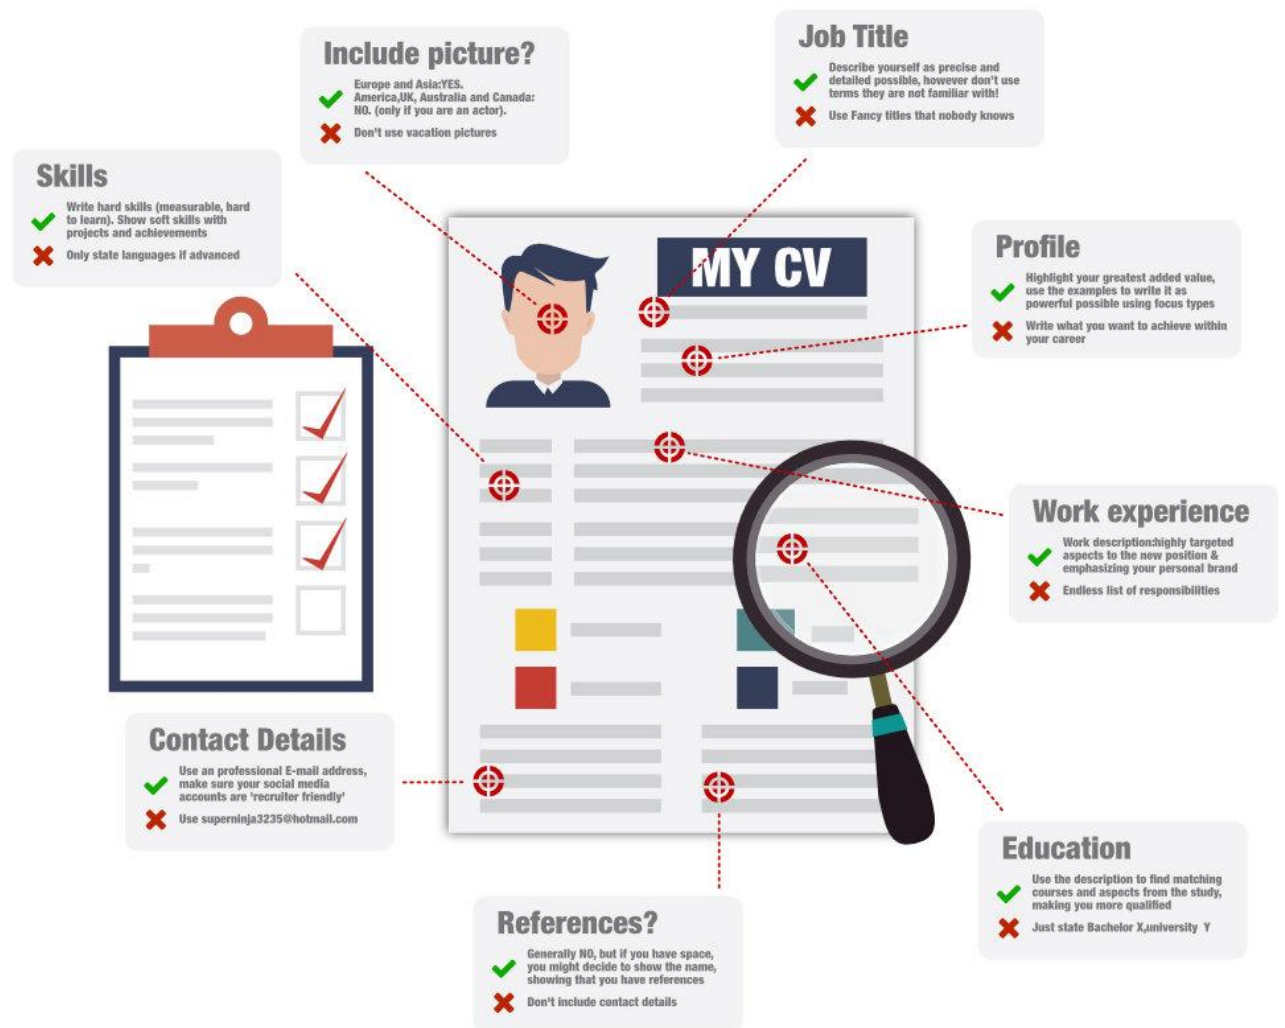 Include picture?
Europe and Asia:YES.
America,UK, Australia and Canada:
NO. (only if you are an actor).
Don't use vacation pictures
Job Title
Describe yourself as precise and
detailed possible, however don't use
terms they are not familiar with!
Use Fancy titles that nobody knows
Skills
Write hard skills (measurable, hard
to learn). Show soft skills with
projects and achievements
Only state languages if advanced
MY CV
Profile
Highlight your greatest added value,
use the examples to write it as
powerful possible using focus types
Write what you want to achieve within
your career
Work experience
Work description:highly targeted
aspects to the new position &
emphasizing your personal brand
Endless list of responsibilities
Contact Details
Use an professional E-mail address,
make sure your social media
accounts are 'recruiter friendly'
Use superninja3235@hotmail.com
Education
Use the description to find matching
courses and aspects from the study,
making you more qualified
Just state Bachelor X,university Y
References?
Generally NO, but if you have space,
you might decide to show the name,
showing that you have references
Don't include contact details